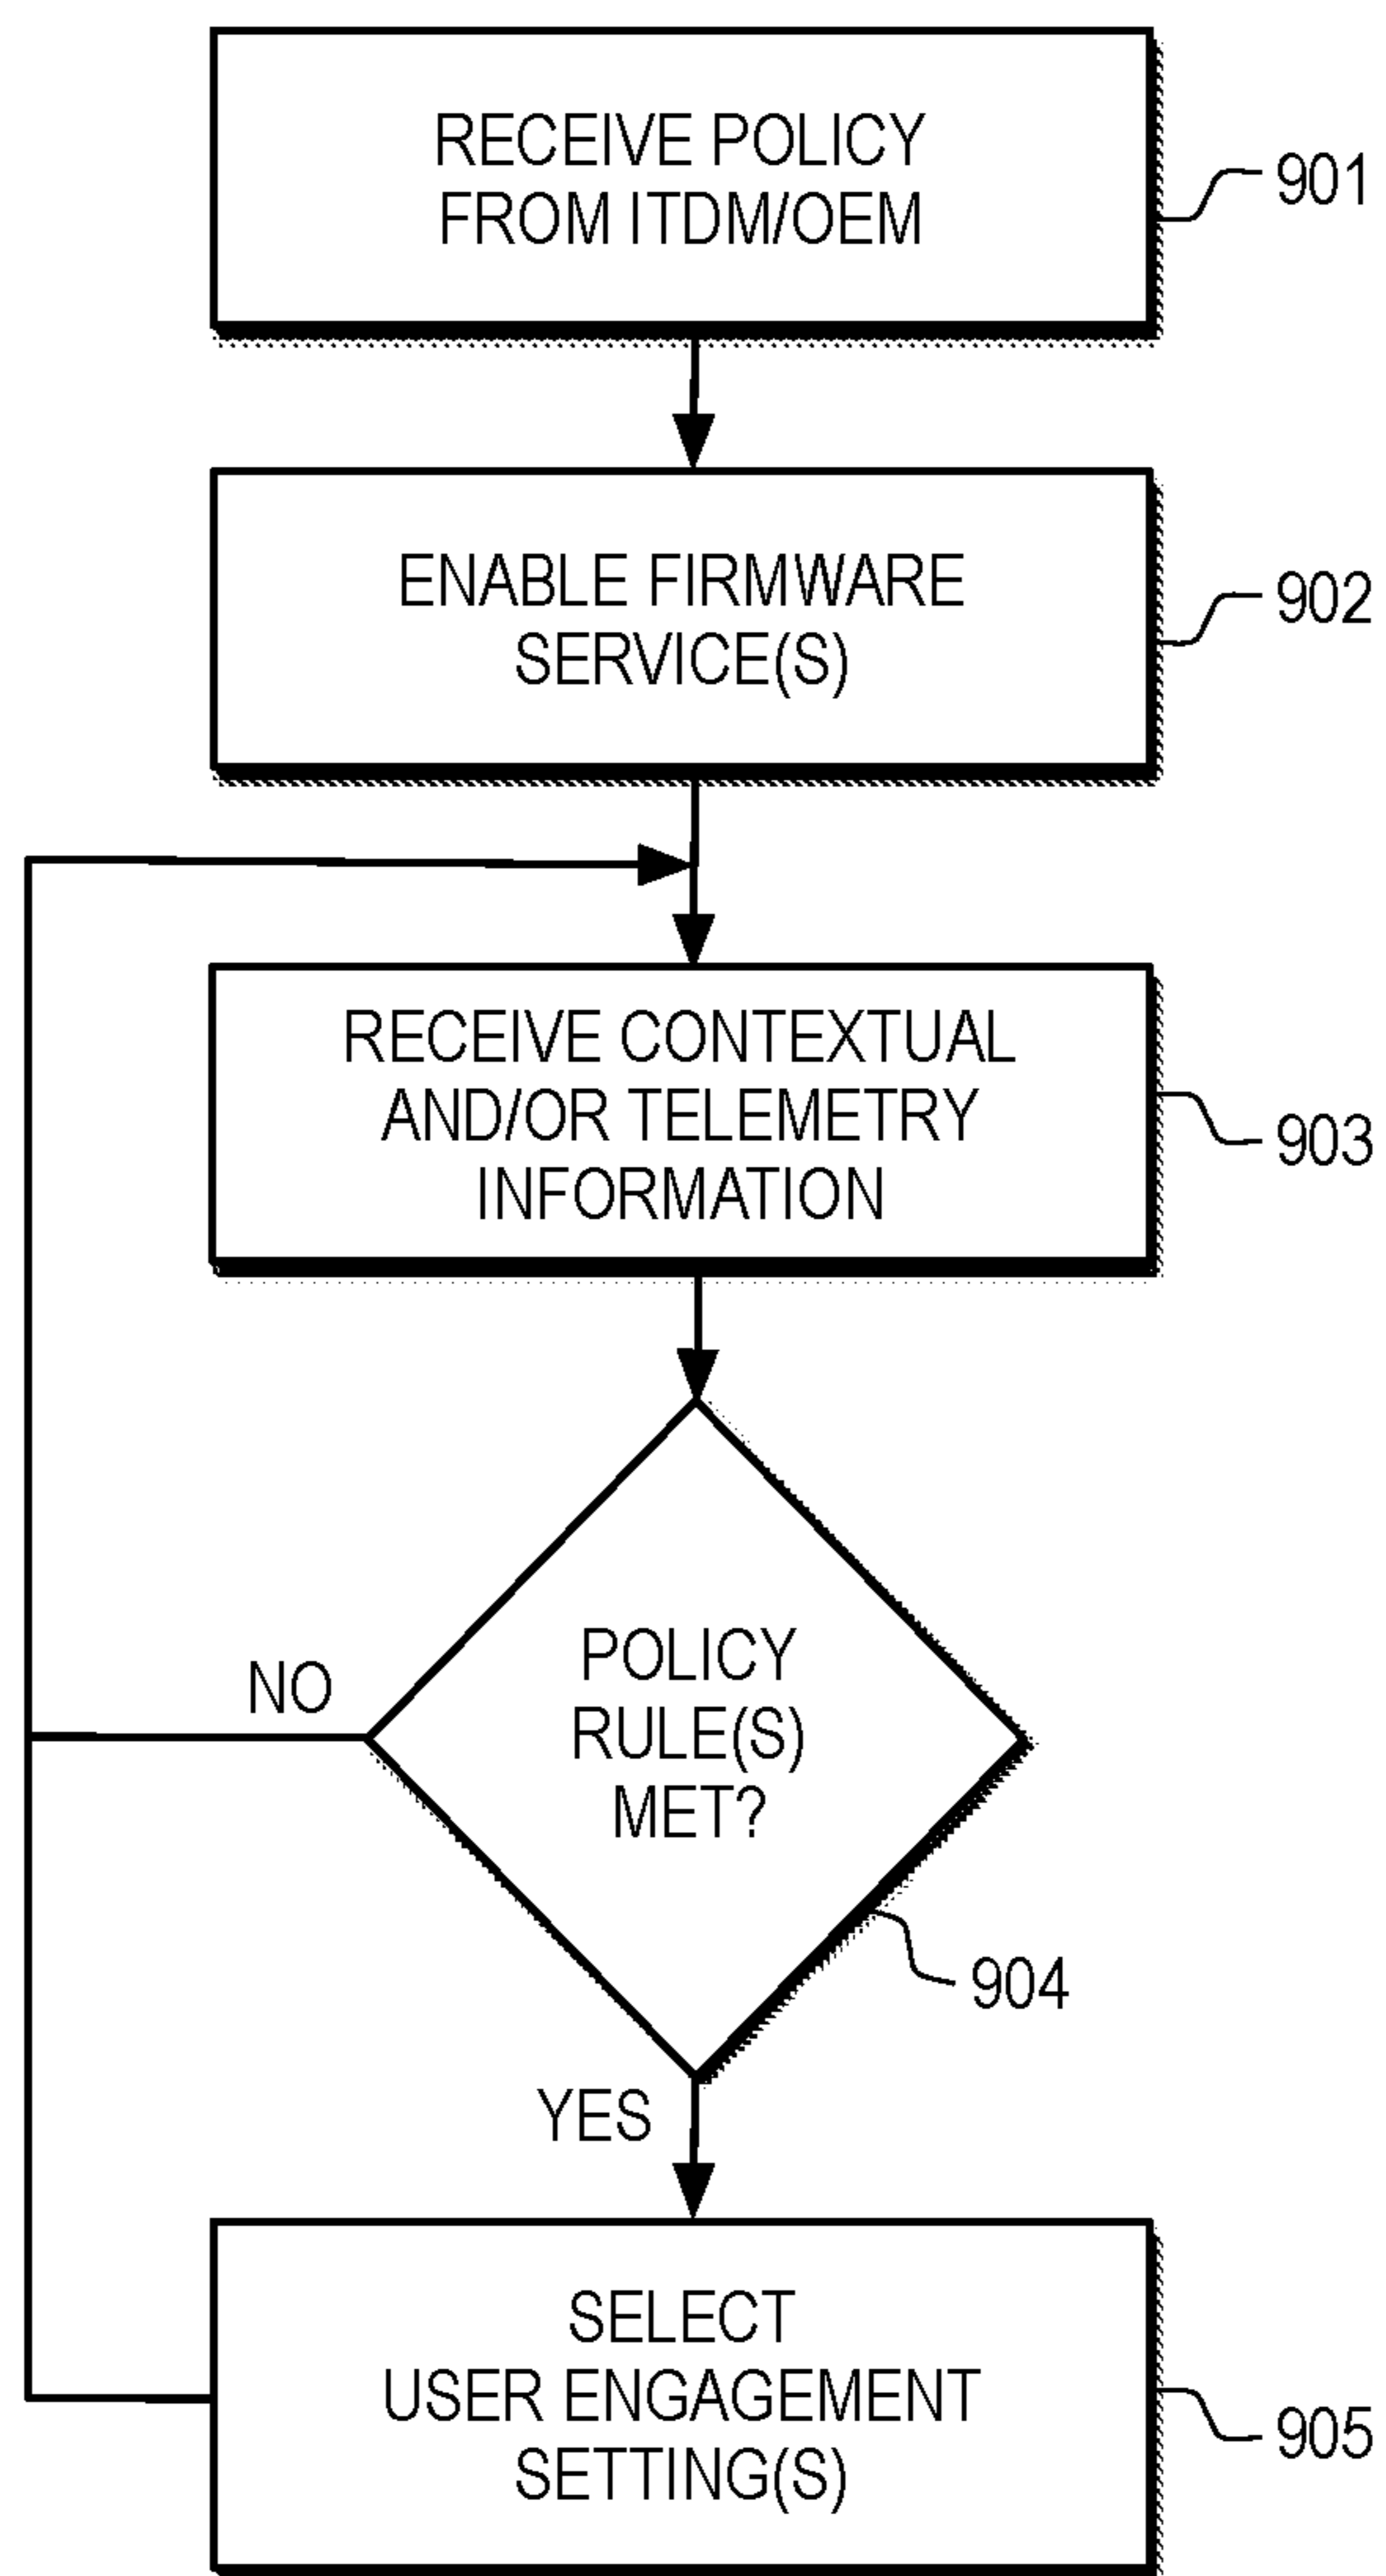 RECEIVE POLICY
FROM ITDM/OEM
901
ENABLE FIRMWARE
SERVICE(S)
902
RECEIVE CONTEXTUAL
AND/OR TELEMETRY
INFORMATION
903
POLICY
RULE(S)
MET?
NO
904
YES
SELECT
USER ENGAGEMENT
SETTING(S)
905